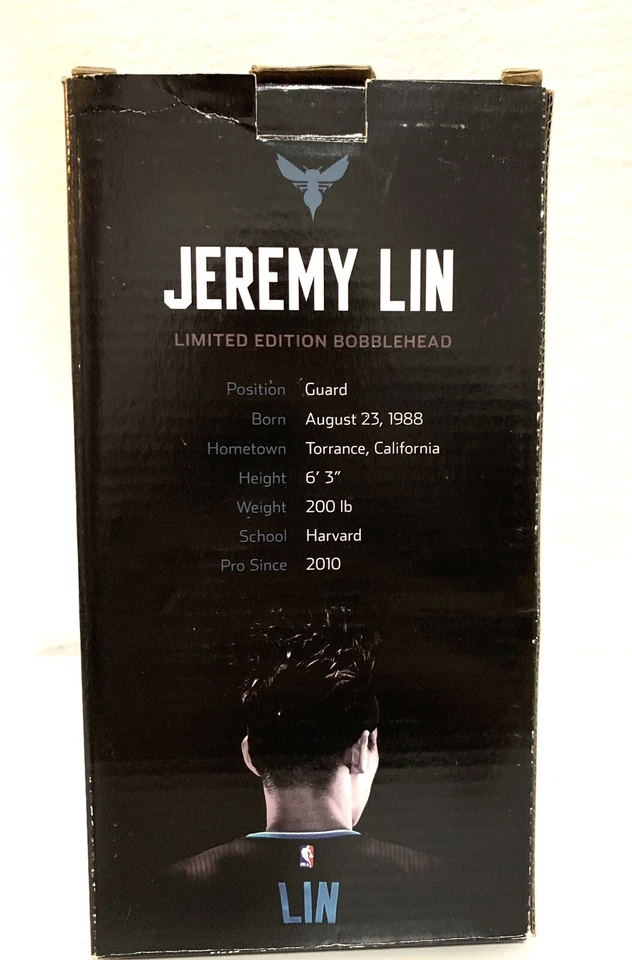 JEREMY LIN
LIMITED EDITION BOBBLEHEAD
Position Guard
Born August 23, 1988
Hometown Torrance, California
Height 6' 3"
Weight 200 lb
School Harvard
Pro Since 2010
NBA
LIN